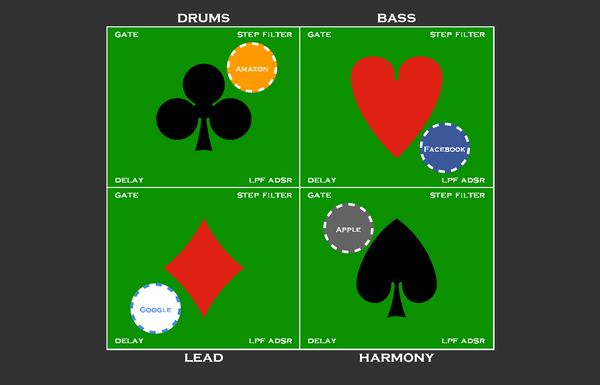 DRUMS
BASS
GATE
STEP FILTER
GATE
STEP FILTER
AMAZON
FACEBOOK
DELAY
LPF ADSR
DELAY
LPF ADSR
GATE
STEP FILTER
GATE
STEP FILTER
APPLE
GOOGLE
DELAY
LPF ADSR
DELAY
LPF ADSR
LEAD
HARMONY